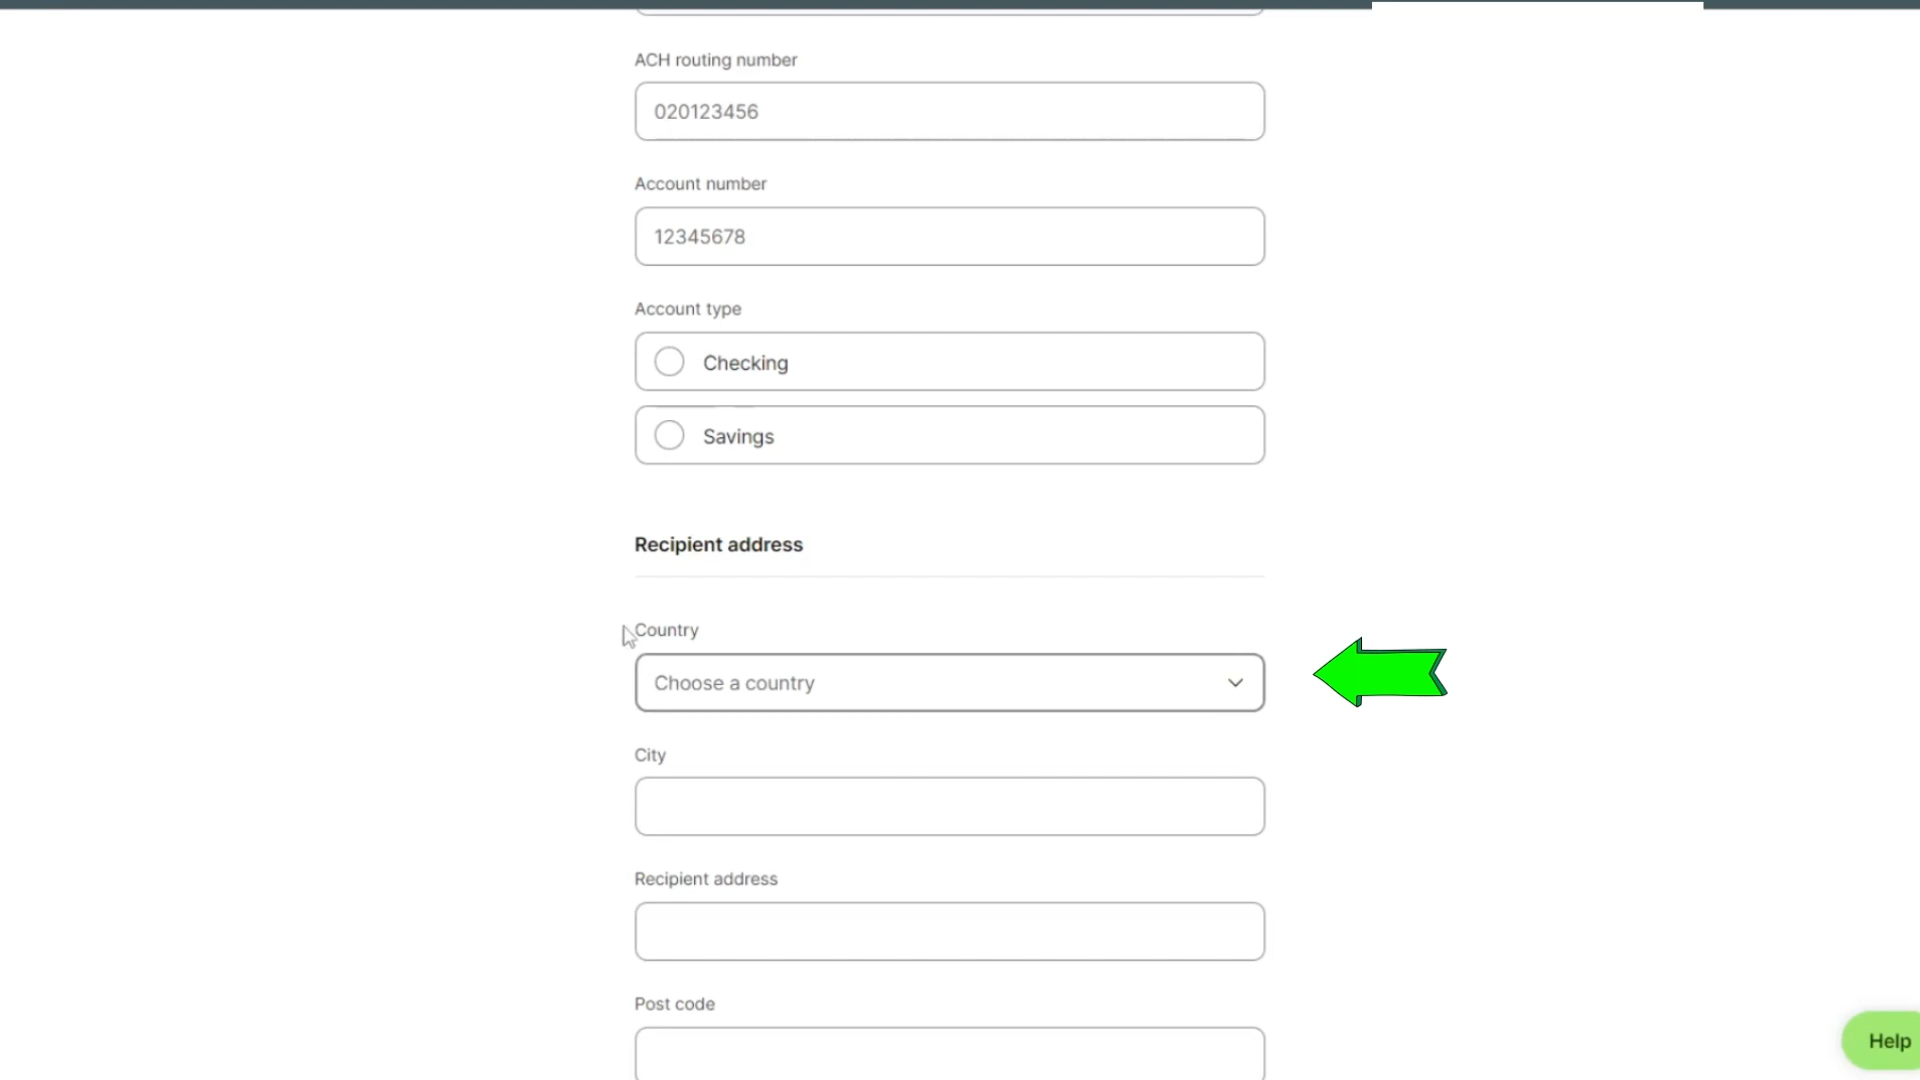 ACH routing number
020123456
Account number
12345678
Account type
Checking
Savings
Recipient address
Country
Choose a country
City
Recipient address
Post code
Help